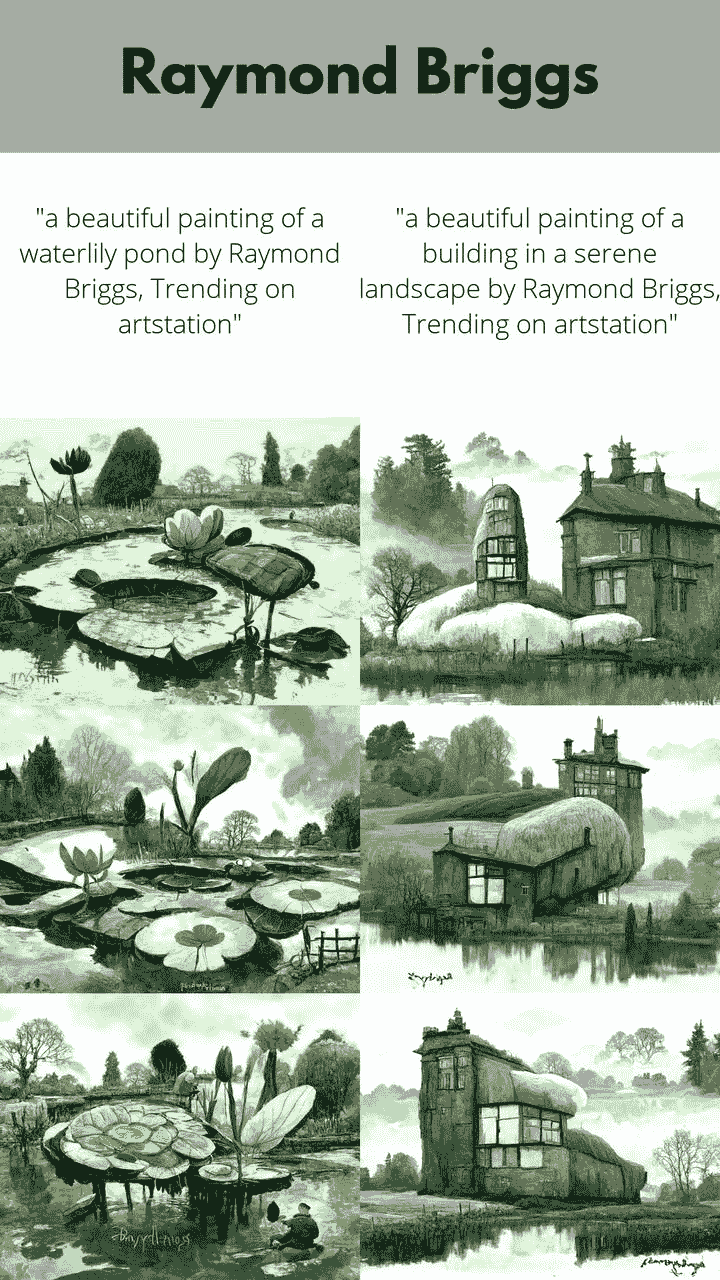 Raymond Briggs
"a beautiful painting of a
waterlily pond by Raymond
Briggs, Trending on
artstation"
"a beautiful painting of a
building in a serene
landscape by Raymond Briggs,
Trending on artstation"